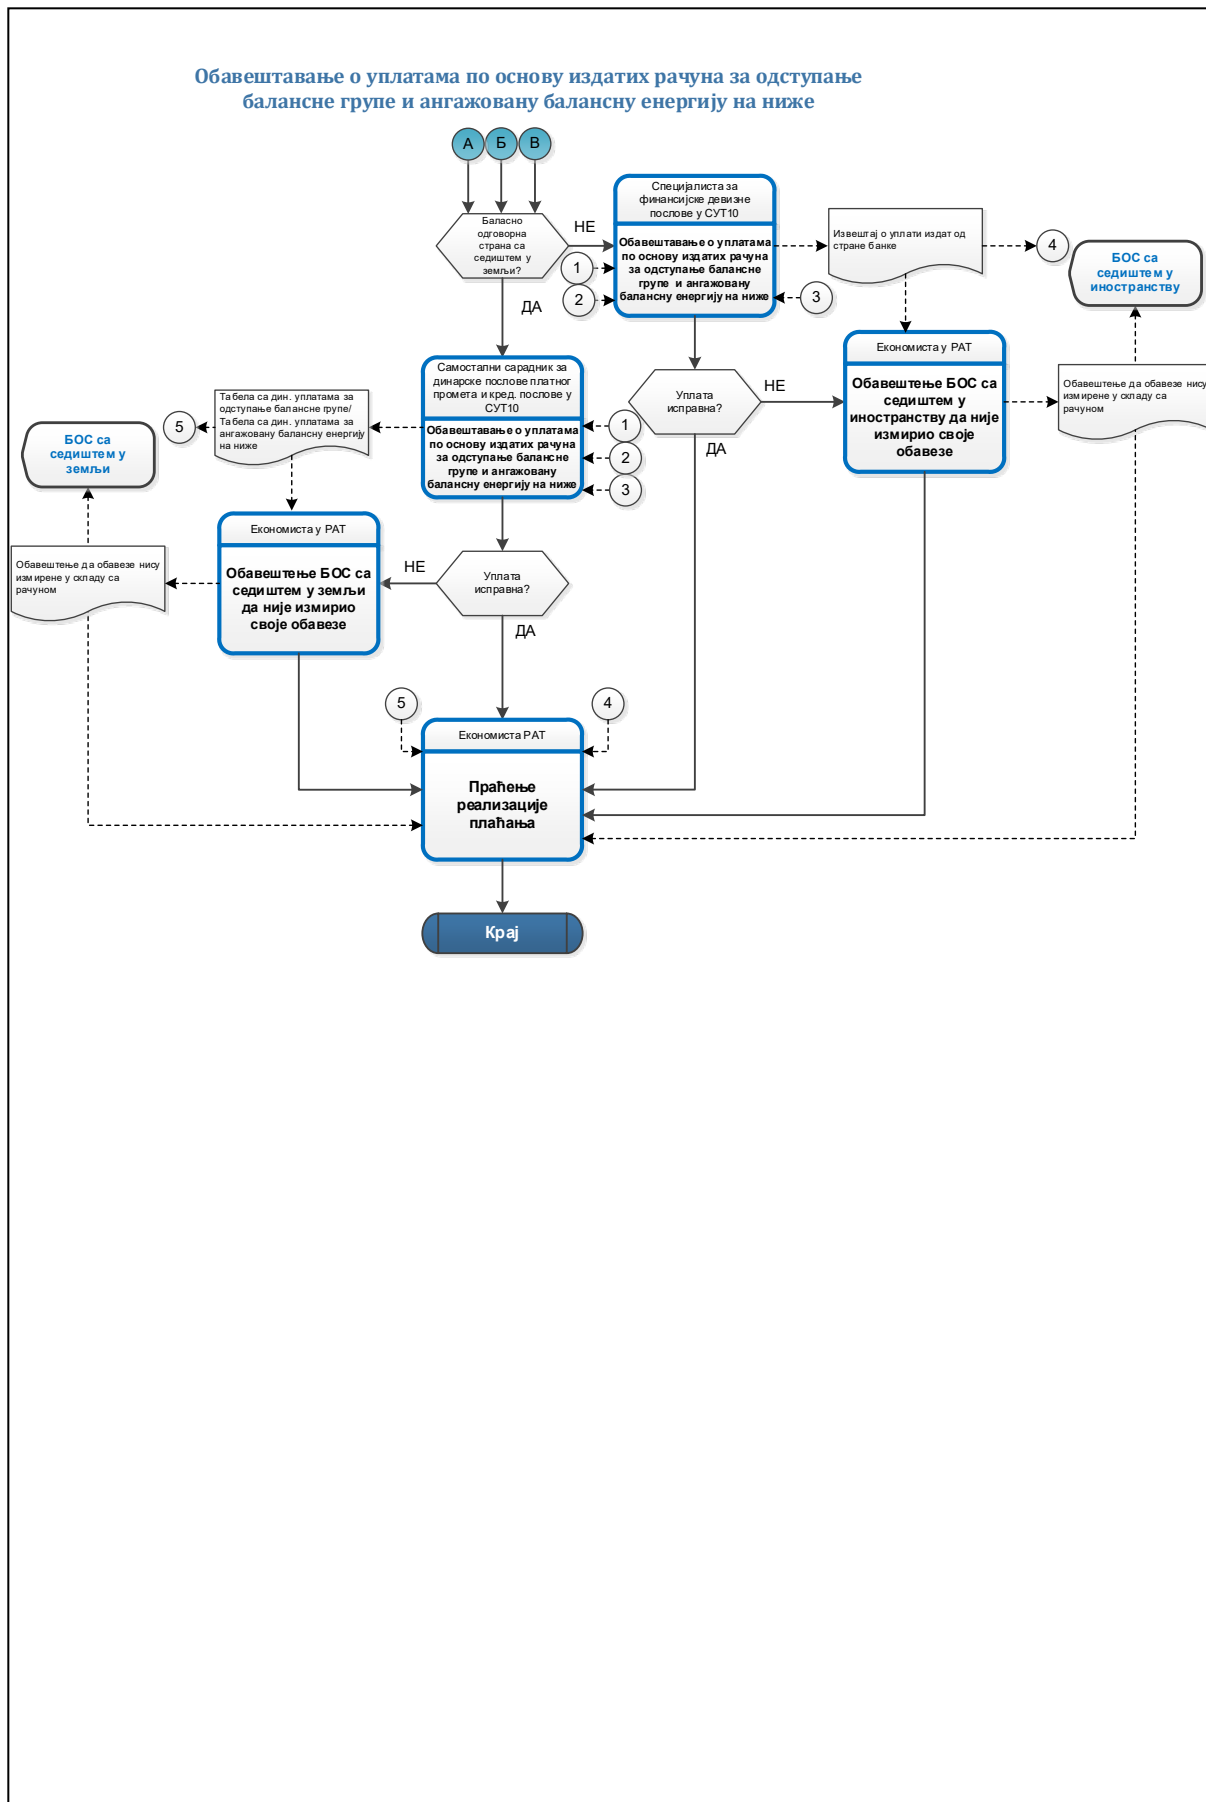 Обавештавање о уплатама по основу издатих рачуна за одступање
балансне групе и ангажовану балансну енергију на ниже
А
Б
В
Баласно
одговорна
страна са
седиштем у
земљи?
НЕ
ДА
Специјалиста за
финансијске девизне
послове у СУТ10
Обавештавање о уплатама
по основу издатих рачуна
за одступање балансне
групе и ангажовану
балансну енергију на ниже
1
2
3
Извештај о уплати издат од
стране банке
4
БОС са
седиштем у
иностранству
Економиста у РАТ
Обавештење БОС са
седиштем у
иностранству да није
измирио своје
обавезе
Обавештење да обавезе нису
измирене у складу са
рачуном
Уплата
исправна?
НЕ
ДА
Самостални сарадник за
динарске послове платног
промета и кред. послове у
СУТ10
Обавештавање о уплатама
по основу издатих рачуна
за одступање балансне
групе и ангажовану
балансну енергију на ниже
1
2
3
Табела са дин. уплатама за
одступање балансне групе/
Табела са дин. уплатама за
ангажовану балансну енергију
на ниже
5
БОС са
седиштем у
земљи
Економиста у РАТ
Обавештење БОС са
седиштем у земљи
да није измирио
своје обавезе
Обавештење да обавезе нису
измирене у складу са
рачуном
Уплата
исправна?
НЕ
ДА
5
4
Економиста РАТ
Праћење
реализације
плаћања
Крај